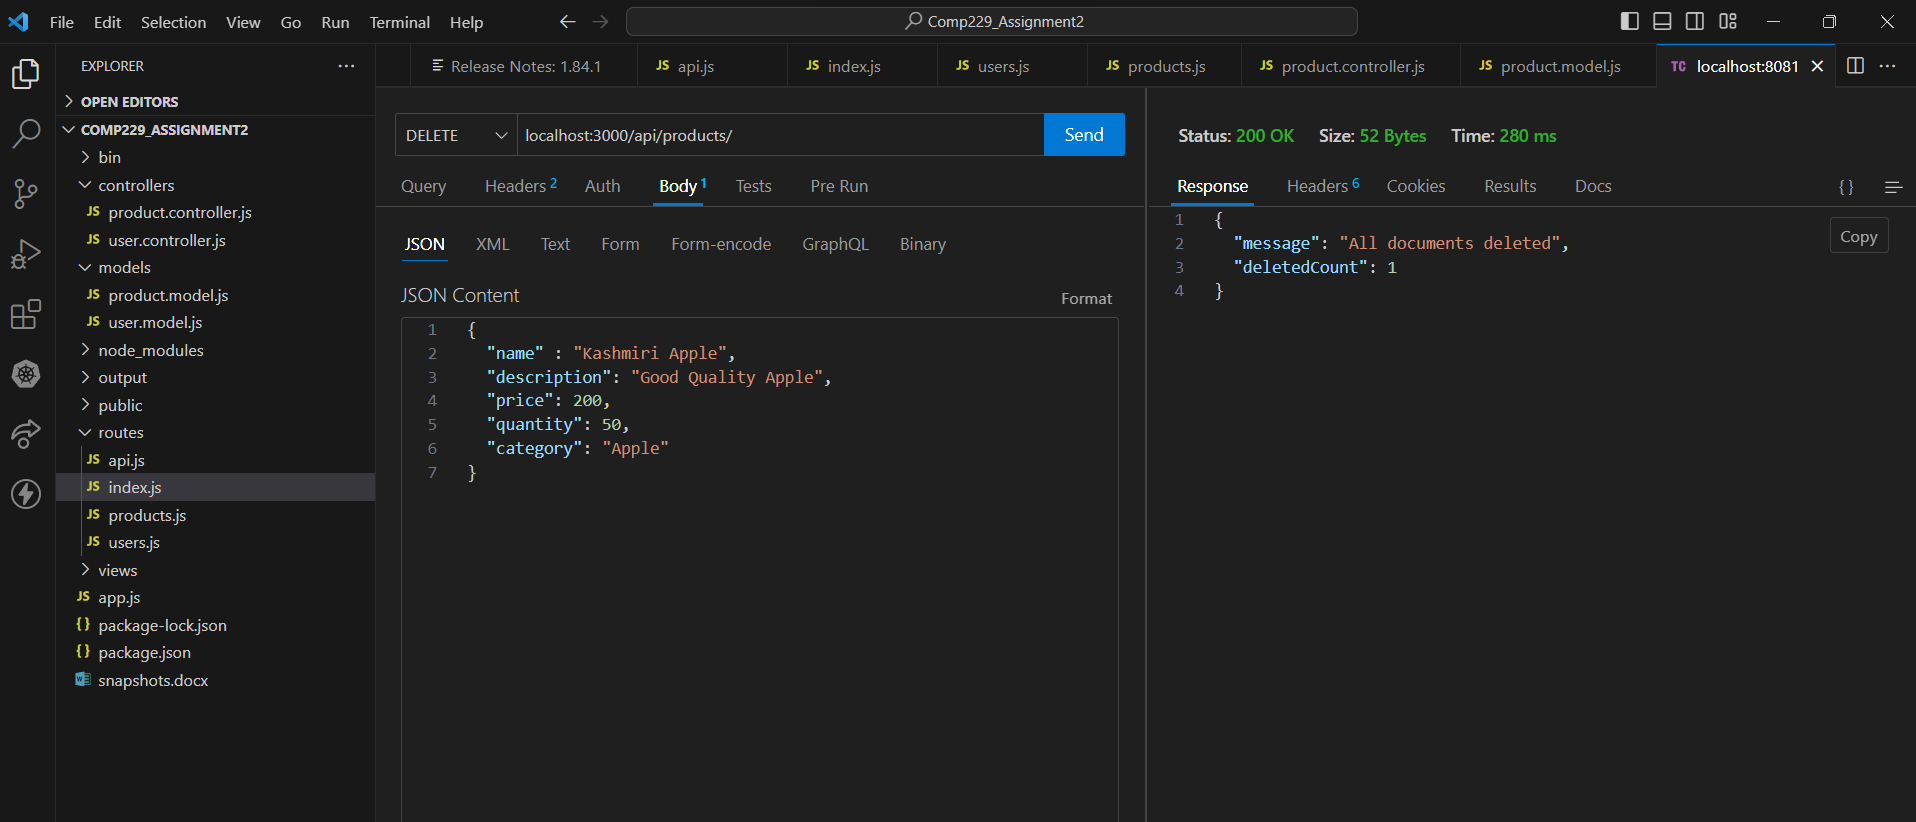 File Edit Selection View Go Run Terminal Help
Comp229_Assignment2
EXPLORER
OPEN EDITORS
COMP229_ASSIGNMENT2
bin
controllers
JS product.controller.js
JS user.controller.js
models
JS product.model.js
JS user.model.js
node_modules
output
public
routes
JS api.js
JS index.js
JS products.js
JS users.js
views
JS app.js
{} package-lock.json
{} package.json
snapshots.docx
Release Notes: 1.84.1 JS api.js JS index.js JS users.js JS products.js JS product.controller.js JS product.model.js TC localhost:8081
DELETE localhost:3000/api/products/ Send
Query Headers 2 Auth Body 1 Tests Pre Run
JSON XML Text Form Form-encode GraphQL Binary
JSON Content
Format
1 {
2 "name" : "Kashmiri Apple",
3 "description": "Good Quality Apple",
4 "price": 200,
5 "quantity": 50,
6 "category": "Apple"
7 }
Status: 200 OK Size: 52 Bytes Time: 280 ms
Response Headers 6 Cookies Results Docs {}
1 {
2 "message": "All documents deleted",
3 "deletedCount": 1
4 }
Copy